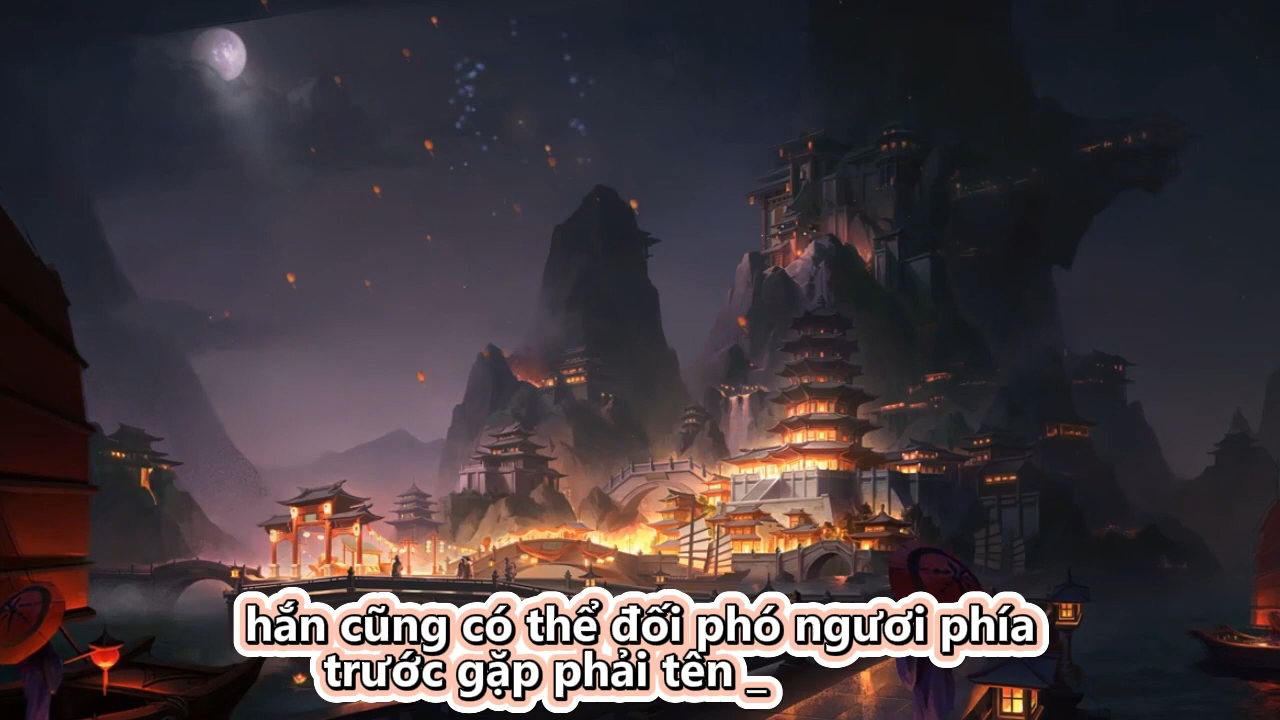 hắn cũng có thể đối phó ngươi phía
trước gặp phải tên _